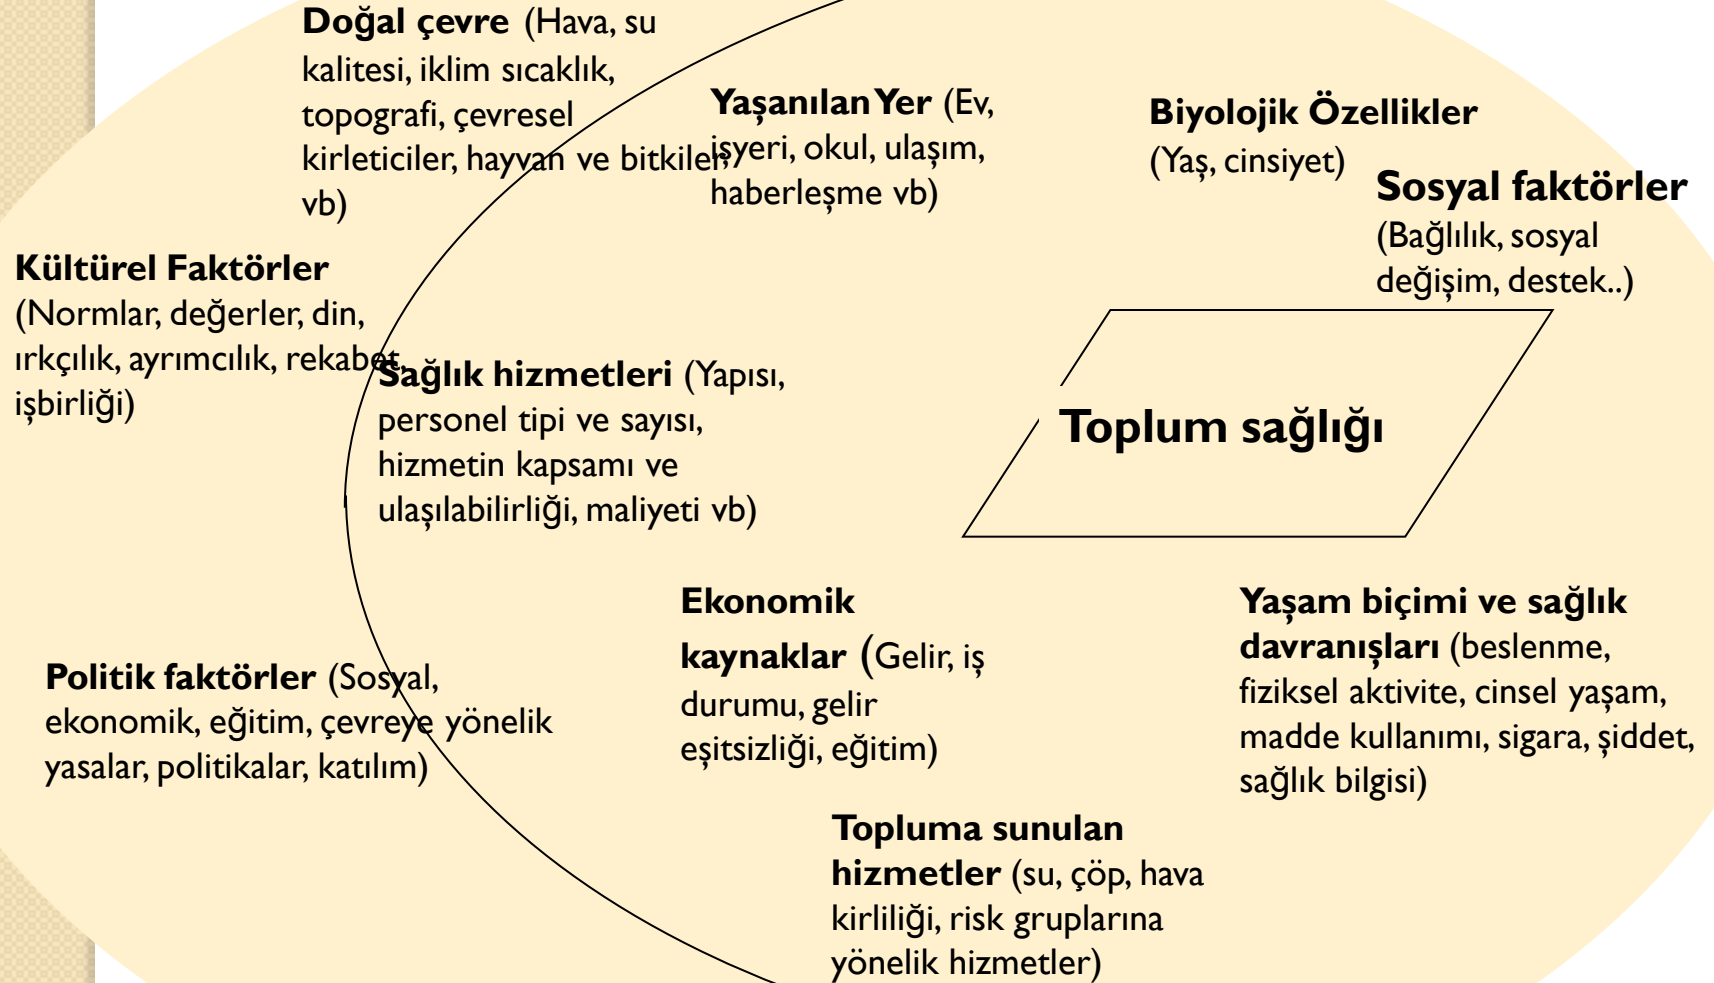 Doğal çevre (Hava, su
kalitesi, iklim sıcaklık,
topografi, çevresel
kirleticiler, hayvan ve bitkiler,
vb)
Yaşanılan Yer (Ev,
işyeri, okul, ulaşım,
haberleşme vb)
Biyolojik Özellikler
(Yaş, cinsiyet)
Sosyal faktörler
(Bağlılık, sosyal
değişim, destek..)
Kültürel Faktörler
(Normlar, değerler, din,
ırkçılık, ayrımcılık, rekabet,
işbirliği)
Sağlık hizmetleri (Yapısı,
personel tipi ve sayısı,
hizmetin kapsamı ve
ulaşılabilirliği, maliyeti vb)
Toplum sağlığı
Ekonomik
kaynaklar (Gelir, iş
durumu, gelir
eşitsizliği, eğitim)
Yaşam biçimi ve sağlık
davranışları (beslenme,
fiziksel aktivite, cinsel yaşam,
madde kullanımı, sigara, şiddet,
sağlık bilgisi)
Politik faktörler (Sosyal,
ekonomik, eğitim, çevreye yönelik
yasalar, politikalar, katılım)
Topluma sunulan
hizmetler (su, çöp, hava
kirliliği, risk gruplarına
yönelik hizmetler)